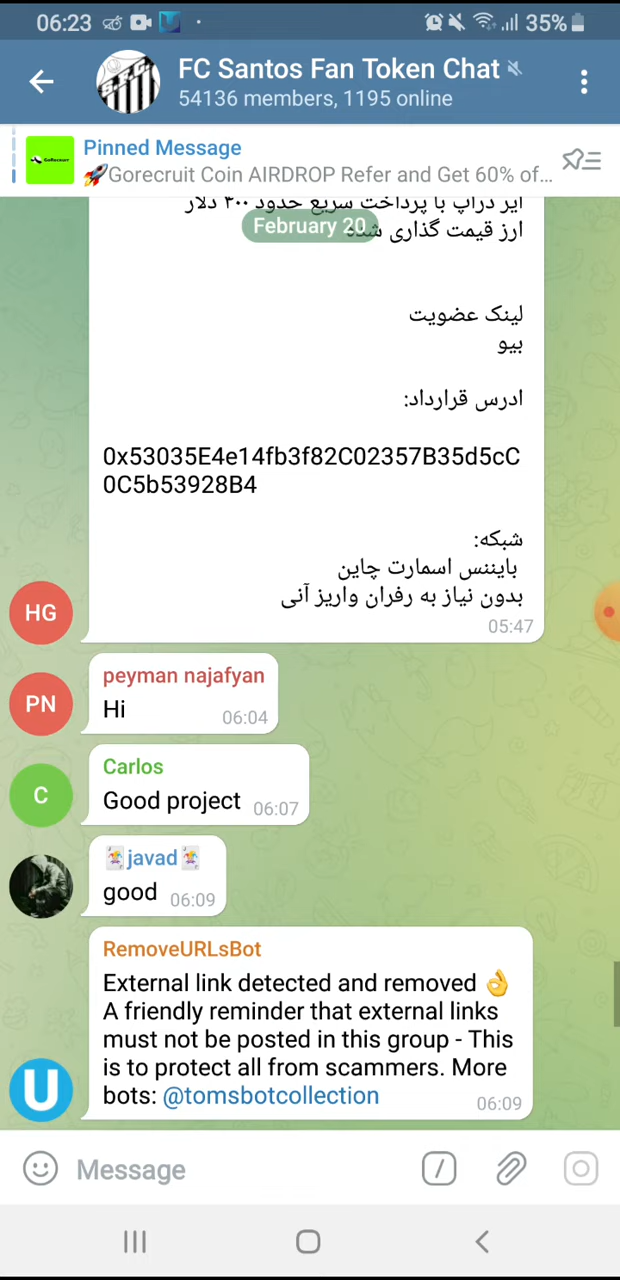 06:23
35%
FC Santos Fan Token Chat
54136 members, 1195 online
Pinned Message
🚀Gorecruit Coin AIRDROP Refer and Get 60% of...
ایر دراپ با پرداخت سریع حدود ۳۰۰ دلار
February 20
ارز قیمت گذاری شده
لینک عضویت
بیو
ادرس قرارداد:
0x53035E4e14fb3f82C02357B35d5cC
0C5b53928B4
شبکه:
بایننس اسمارت چاین
بدون نیاز به رفران واریز آنی
05:47
HG
peyman najafyan
PN
Hi
06:04
Carlos
C
Good project
06:07
🃏javad🃏
good
06:09
RemoveURLsBot
External link detected and removed 👌
A friendly reminder that external links
must not be posted in this group - This
is to protect all from scammers. More
bots: @tomsbotcollection
06:09
Message